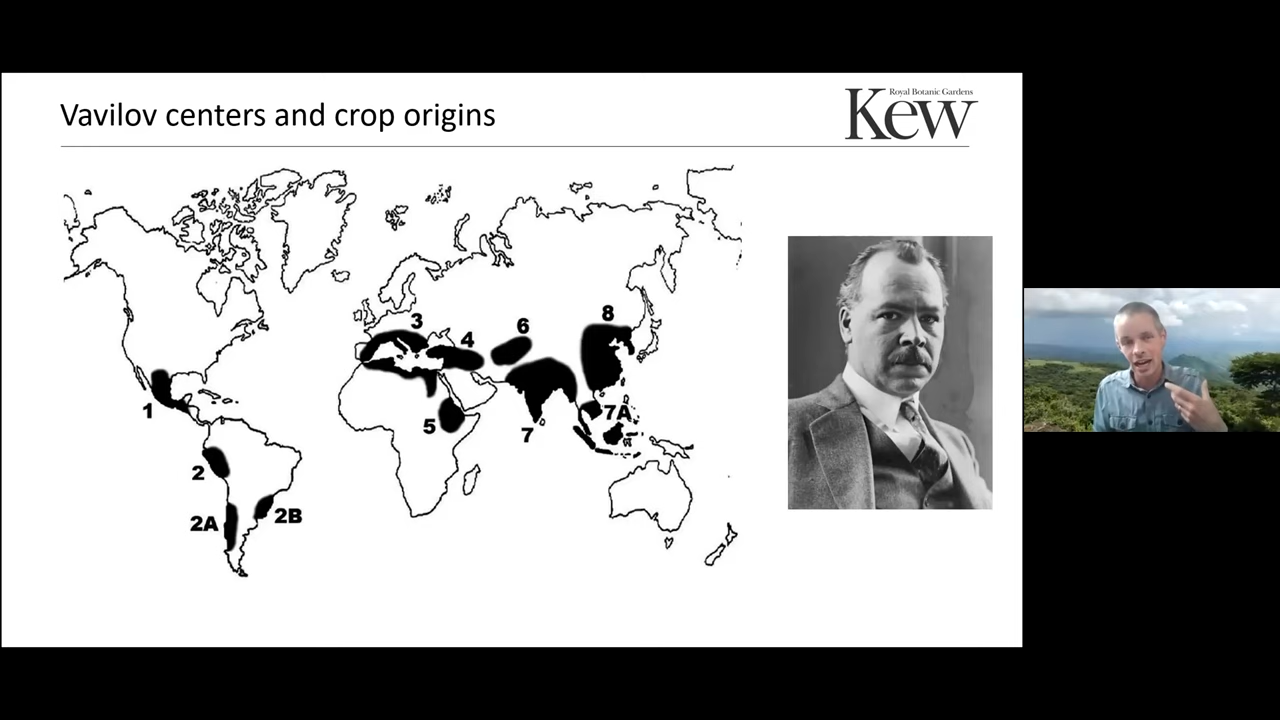 Vavilov centers and crop origins
Royal Botanic Gardens
Kew
3
8
6
4
1
5
7A
7
2
2A
2B